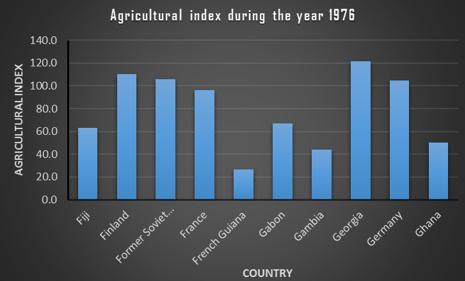 Agricultural index during the year 1976
AGRICULTURAL INDEX
140.0
120.0
100.0
80.0
60.0
40.0
20.0
0.0
Fiji
Finland
Former Soviet...
France
French Guiana
Gabon
Gambia
Georgia
Germany
Ghana
COUNTRY